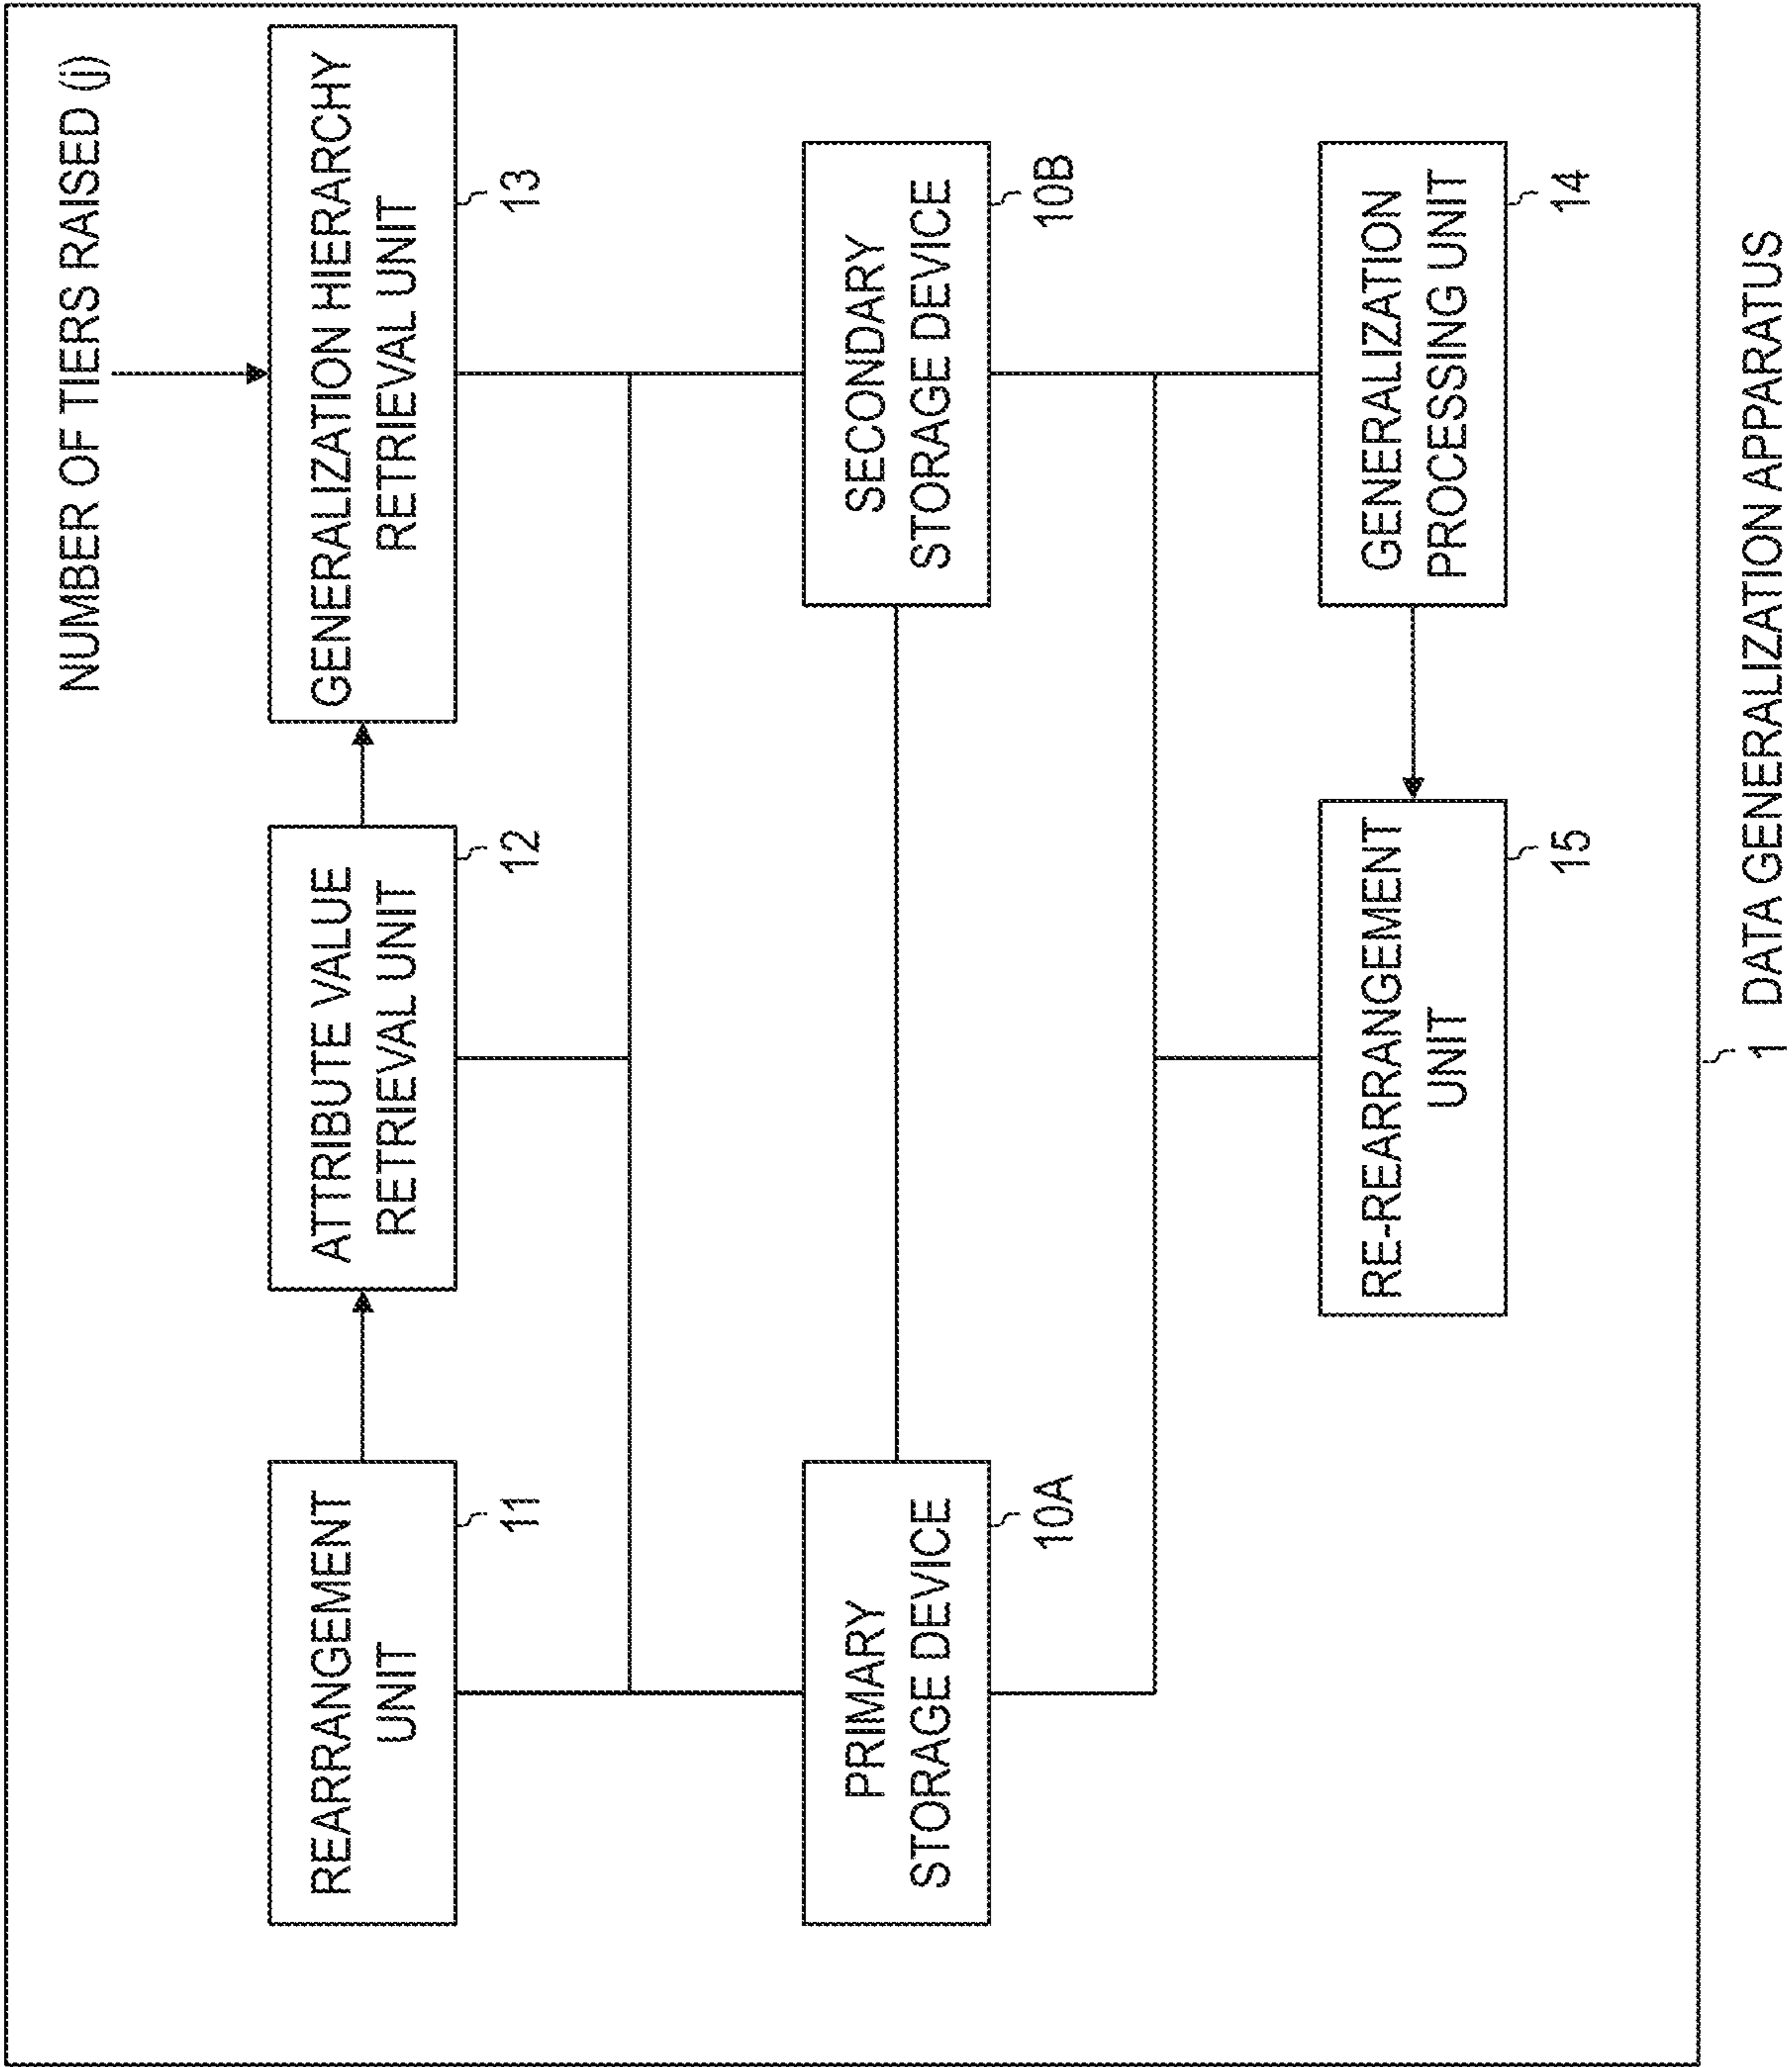 NUMBER OF TIERS RAISED (j)
REARRANGEMENT
UNIT
11
ATTRIBUTE VALUE
RETRIEVAL UNIT
12
GENERALIZATION HIERARCHY
RETRIEVAL UNIT
13
PRIMARY
STORAGE DEVICE
10A
SECONDARY
STORAGE DEVICE
10B
RE-REARRANGEMENT
UNIT
15
GENERALIZATION
PROCESSING UNIT
14
1 DATA GENERALIZATION APPARATUS